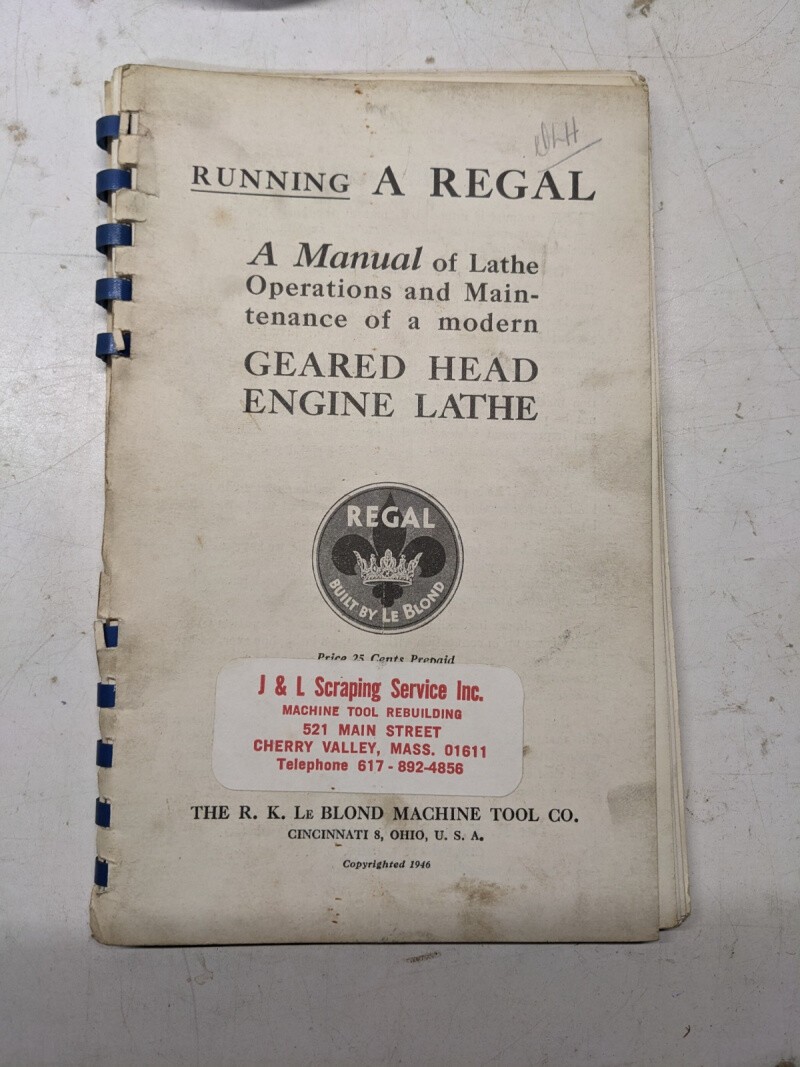 RUNNING A REGAL
A Manual of Lathe
Operations and Main-
tenance of a modern
GEARED HEAD
ENGINE LATHE
REGAL
BUILT BY LE BLOND
Price 25 Cents Prepaid
J & L Scraping Service Inc.
MACHINE TOOL REBUILDING
521 MAIN STREET
CHERRY VALLEY, MASS. 01611
Telephone 617-892-4856
THE R. K. LE BLOND MACHINE TOOL CO.
CINCINNATI 8, OHIO, U. S. A.
Copyrighted 1946